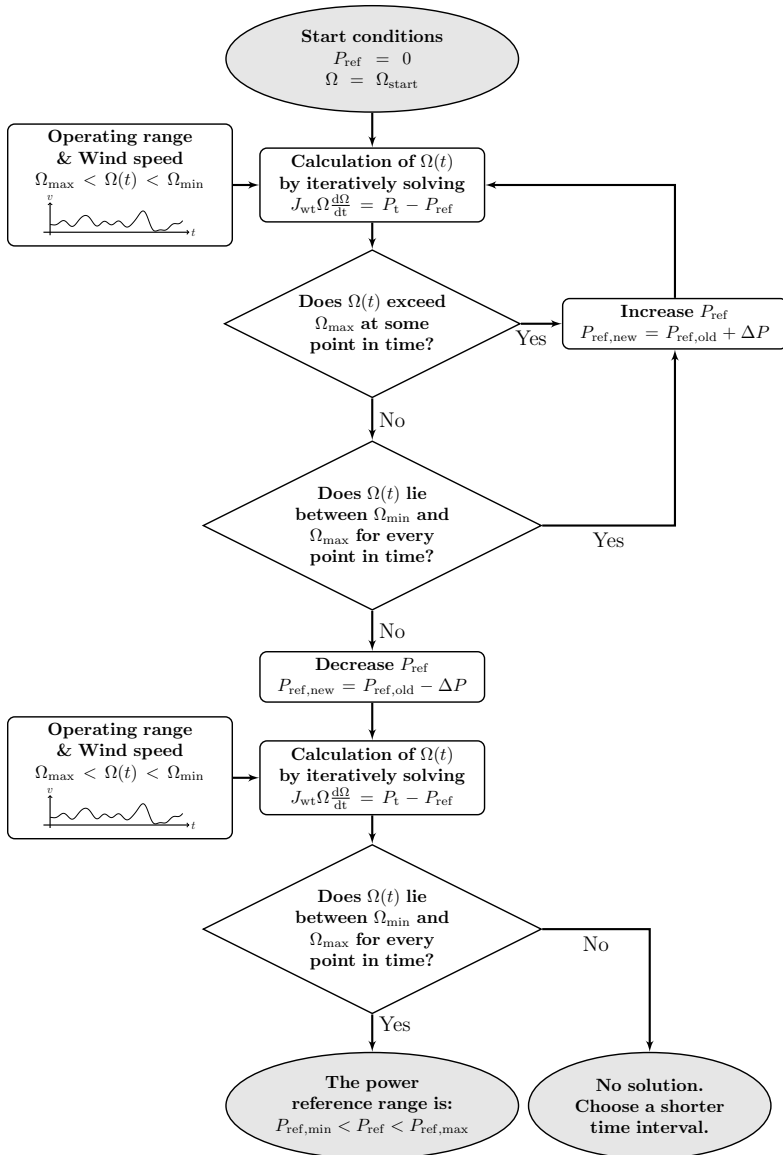 Start conditions
P_ref = 0
Ω = Ω_start
Operating range
& Wind speed
Ω_max < Ω(t) < Ω_min
v
t
Calculation of Ω(t)
by iteratively solving
J_wt Ω dΩ/dt = P_t − P_ref
Does Ω(t) exceed
Ω_max at some
point in time?
Yes
Increase P_ref
P_ref,new = P_ref,old + ΔP
No
Does Ω(t) lie
between Ω_min and
Ω_max for every
point in time?
Yes
No
Decrease P_ref
P_ref,new = P_ref,old − ΔP
Operating range
& Wind speed
Ω_max < Ω(t) < Ω_min
v
t
Calculation of Ω(t)
by iteratively solving
J_wt Ω dΩ/dt = P_t − P_ref
Does Ω(t) lie
between Ω_min and
Ω_max for every
point in time?
No
Yes
The power
reference range is:
P_ref,min < P_ref < P_ref,max
No solution.
Choose a shorter
time interval.